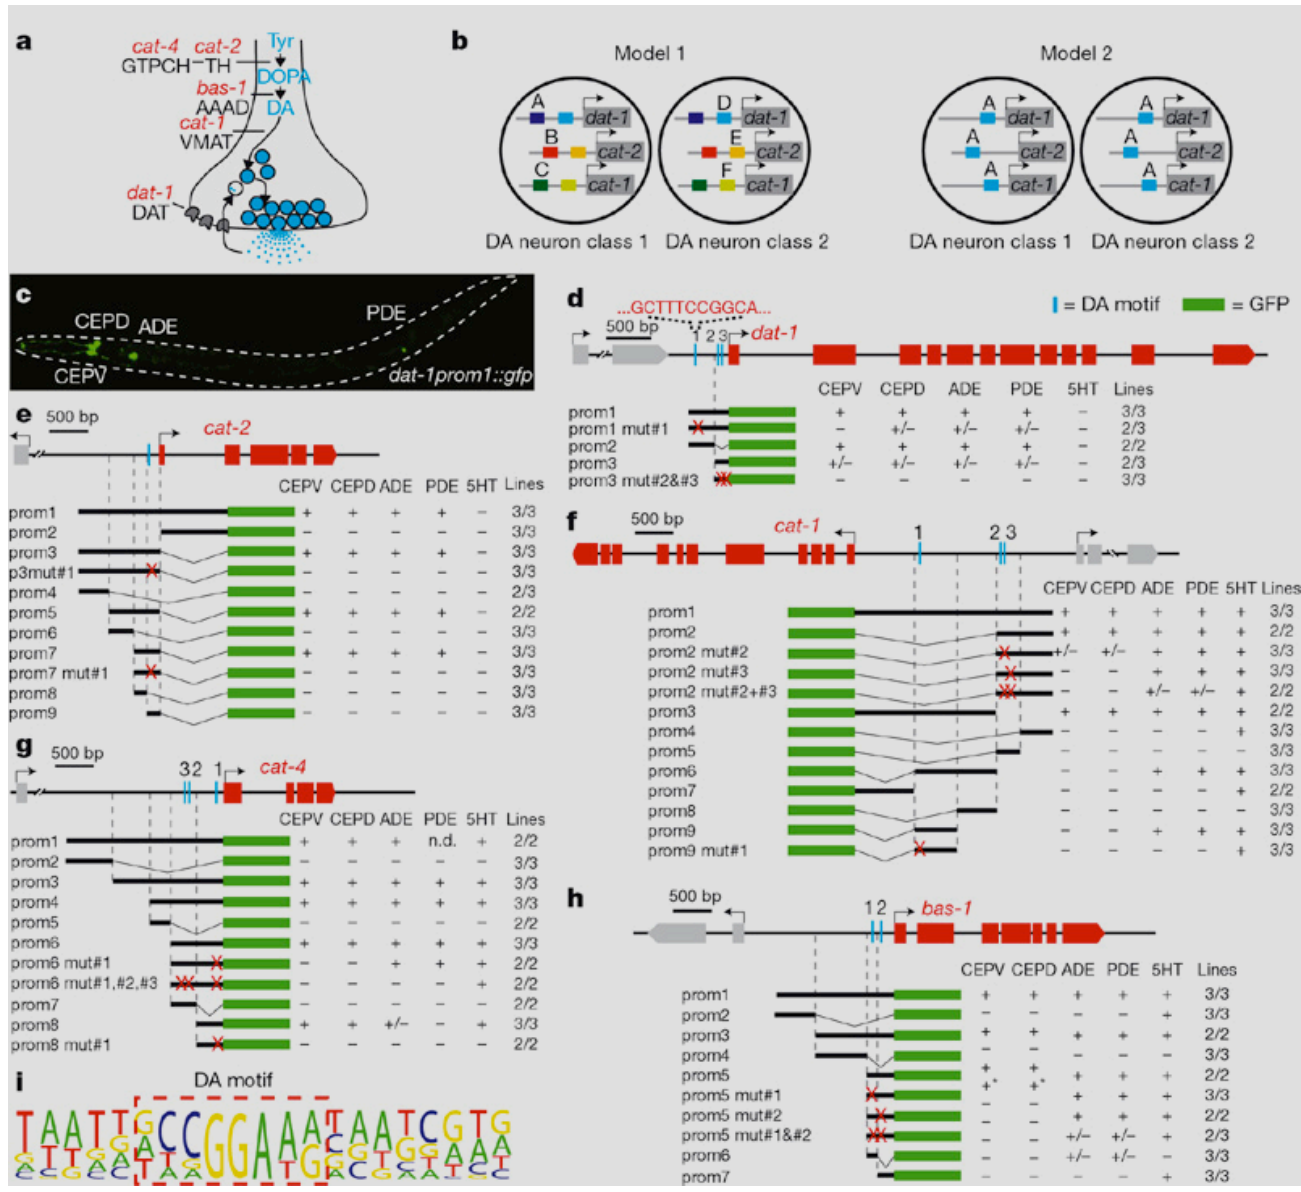 a
cat-4 cat-2 Tyr
GTPCH TH
DOPA
bas-1
AAAD DA
cat-1
VMAT
dat-1
DAT
b
Model 1
A
dat-1
B
cat-2
C
cat-1
DA neuron class 1
D
dat-1
E
cat-2
F
cat-1
DA neuron class 2
Model 2
A
dat-1
A
cat-2
A
cat-1
DA neuron class 1
A
dat-1
A
cat-2
A
cat-1
DA neuron class 2
c
CEPD ADE PDE
CEPV
dat-1prom1::gfp
d
...GCTTTCCGGCA...
= DA motif = GFP
500 bp
1 2 3 dat-1
CEPV CEPD ADE PDE 5HT Lines
prom1 + + + + – 3/3
prom1 mut#1 – +/– +/– +/– – 2/3
prom2 + + + + – 2/2
prom3 +/– +/– +/– +/– – 2/3
prom3 mut#2&#3 – – – – – 3/3
e
500 bp
cat-2
CEPV CEPD ADE PDE 5HT Lines
prom1 + + + + – 3/3
prom2 – – – – – 3/3
prom3 + + + + – 3/3
p3mut#1 – – – – – 3/3
prom4 – – – – – 2/3
prom5 + + + + – 2/2
prom6 – – – – – 3/3
prom7 + + + + – 3/3
prom7 mut#1 – – – – – 3/3
prom8 – – – – – 3/3
prom9 – – – – – 3/3
f
500 bp
cat-1
1 2 3
CEPV CEPD ADE PDE 5HT Lines
prom1 + + + + + 3/3
prom2 + + + + + 2/2
prom2 mut#2 +/– +/– + + + 3/3
prom2 mut#3 – – + + + 3/3
prom2 mut#2+#3 – – +/– +/– + 2/2
prom3 + + + + + 2/2
prom4 – – – – + 3/3
prom5 – – – – – 3/3
prom6 – – + + + 3/3
prom7 – – – – + 2/2
prom8 – – – – – 3/3
prom9 – – + + + 3/3
prom9 mut#1 – – – – + 3/3
g
500 bp
32 1 cat-4
CEPV CEPD ADE PDE 5HT Lines
prom1 + + + n.d. + 2/2
prom2 – – – – – 3/3
prom3 + + + + + 3/3
prom4 + + + + + 3/3
prom5 – – – – – 2/2
prom6 + + + + + 3/3
prom6 mut#1 – – + + + 2/2
prom6 mut#1,#2,#3 – – – – + 2/2
prom7 – – – – – 2/2
prom8 + + +/– – + 3/3
prom8 mut#1 – – – – – 2/2
h
500 bp
1 2 bas-1
CEPV CEPD ADE PDE 5HT Lines
prom1 + + + + + 3/3
prom2 – – – – + 3/3
prom3 + + + + + 2/2
prom4 – – – – – 3/3
prom5 + + + + + 2/2
prom5 mut#1 +* +* + + + 3/3
prom5 mut#2 – – + + + 2/2
prom5 mut#1&#2 – – +/– +/– + 2/3
prom6 – – +/– +/– – 3/3
prom7 – – – – + 3/3
i
DA motif
TAATTGCCGGAAATAATCGTG